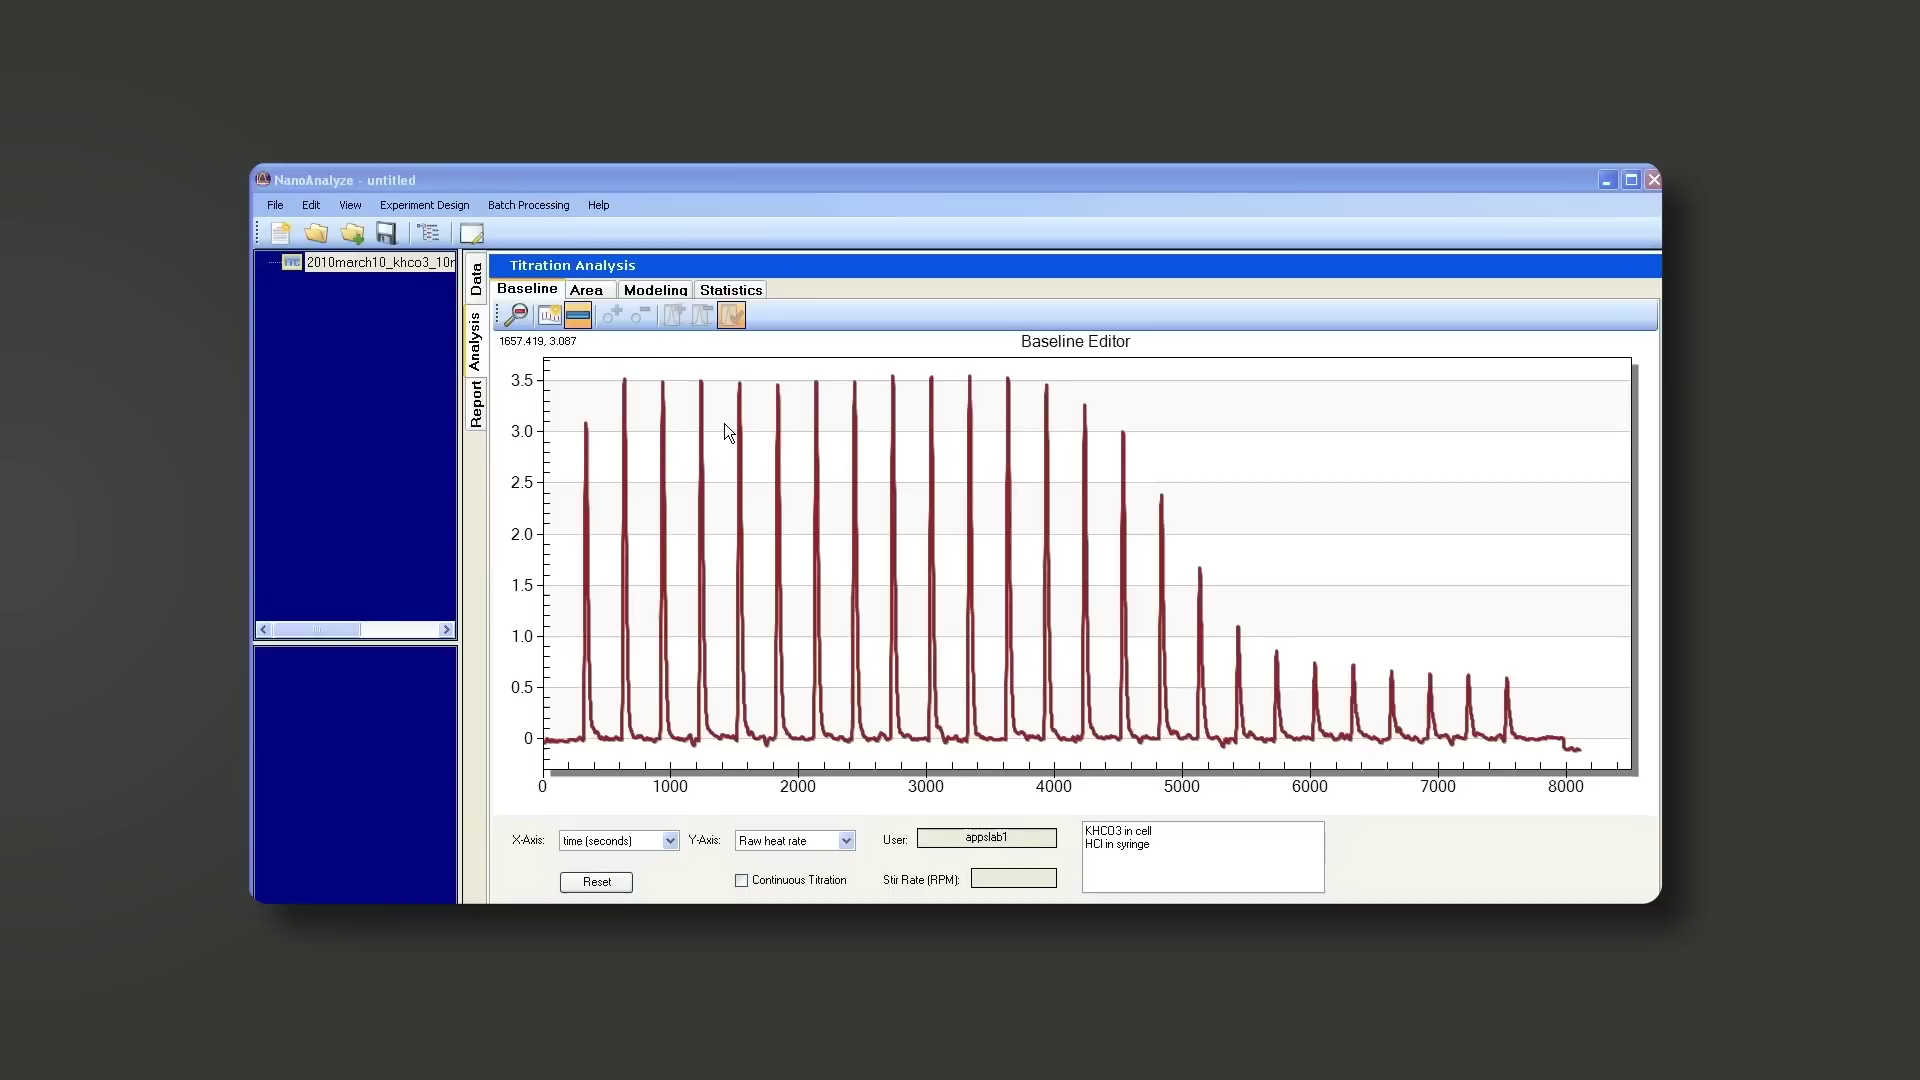 NanoAnalyze - untitled
File Edit View Experiment Design Batch Processing Help
ITC 2010march10_khco3_10
Data
Analysis
Report
Titration Analysis
Baseline Area Modeling Statistics
1657.419, 3.087
Baseline Editor
3.5
3.0
2.5
2.0
1.5
1.0
0.5
0
0 1000 2000 3000 4000 5000 6000 7000 8000
X-Axis: time (seconds) Y-Axis: Raw heat rate User: appslab1
KHCO3 in cell
HCl in syringe
Reset Continuous Titration Stir Rate (RPM):